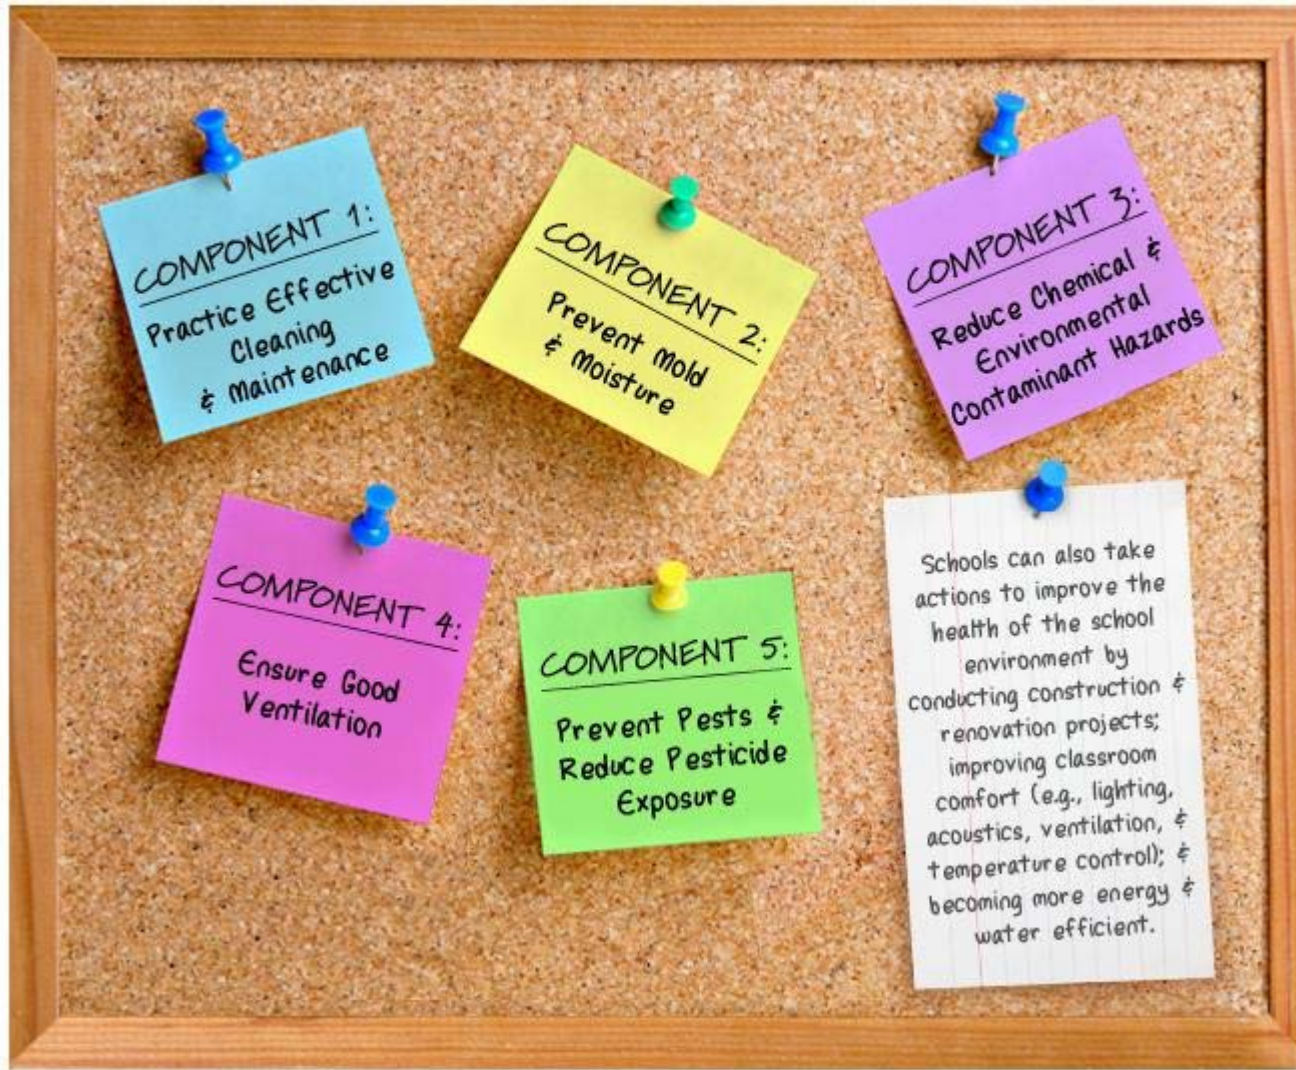 COMPONENT 1:
Practice Effective
Cleaning
& Maintenance
COMPONENT 2:
Prevent Mold
& Moisture
COMPONENT 3:
Reduce Chemical &
Environmental
Contaminant Hazards
COMPONENT 4:
Ensure Good
Ventilation
COMPONENT 5:
Prevent Pests &
Reduce Pesticide
Exposure
Schools can also take
actions to improve the
health of the school
environment by
conducting construction &
renovation projects;
improving classroom
comfort (e.g., lighting,
acoustics, ventilation, &
temperature control); &
becoming more energy &
water efficient.